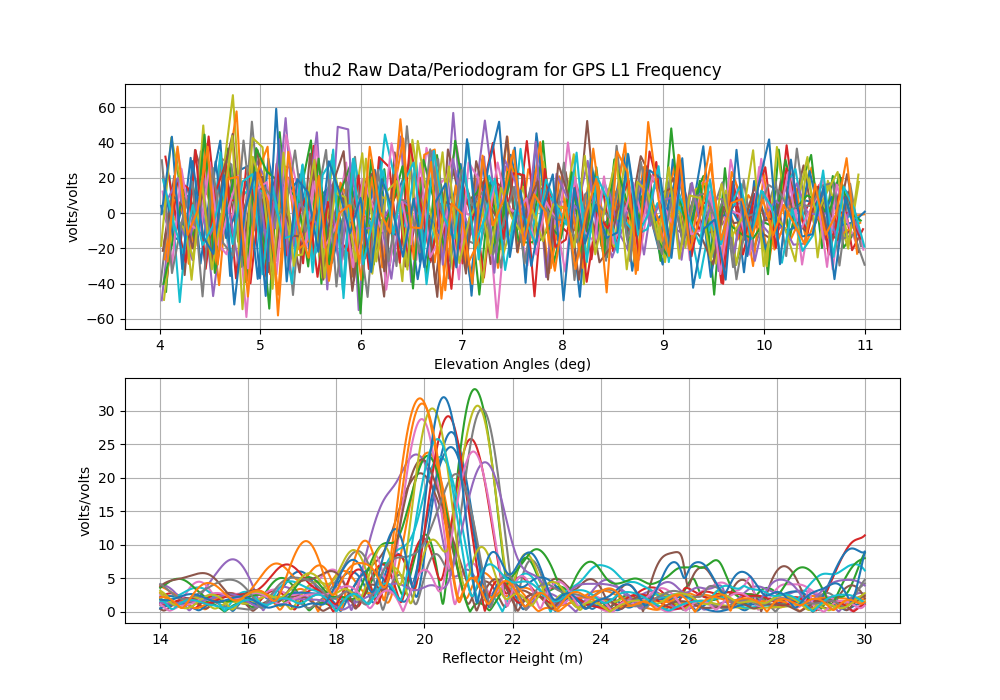 thu2 Raw Data/Periodogram for GPS L1 Frequency
volts/volts
60
40
20
0
−20
−40
−60
4 5 6 7 8 9 10 11
Elevation Angles (deg)
volts/volts
30
25
20
15
10
5
0
14 16 18 20 22 24 26 28 30
Reflector Height (m)